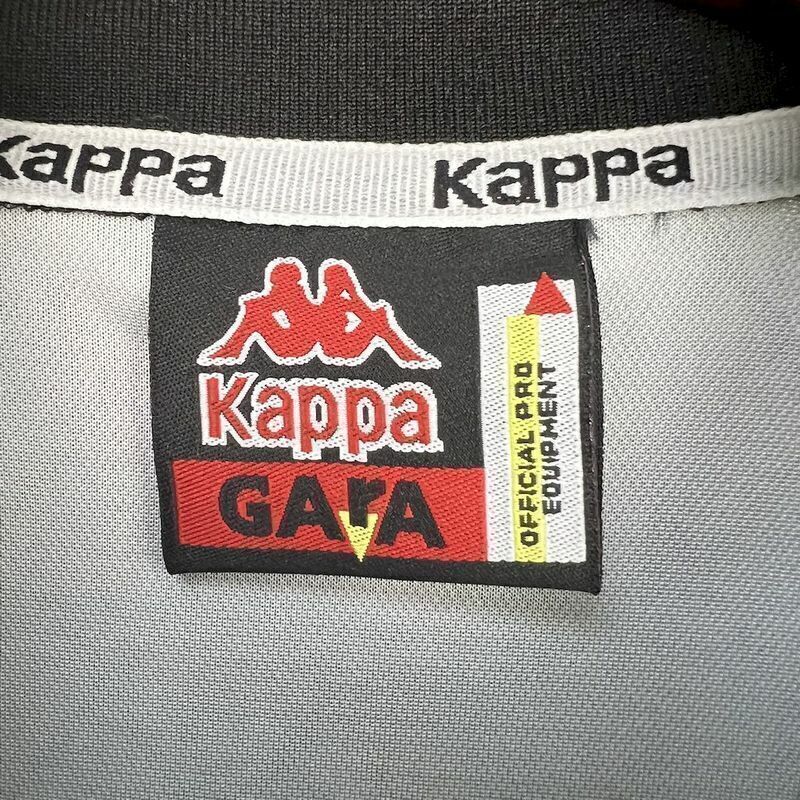 Kappa Kappa
Kappa
GArA
OFFICIAL PRO
EQUIPMENT